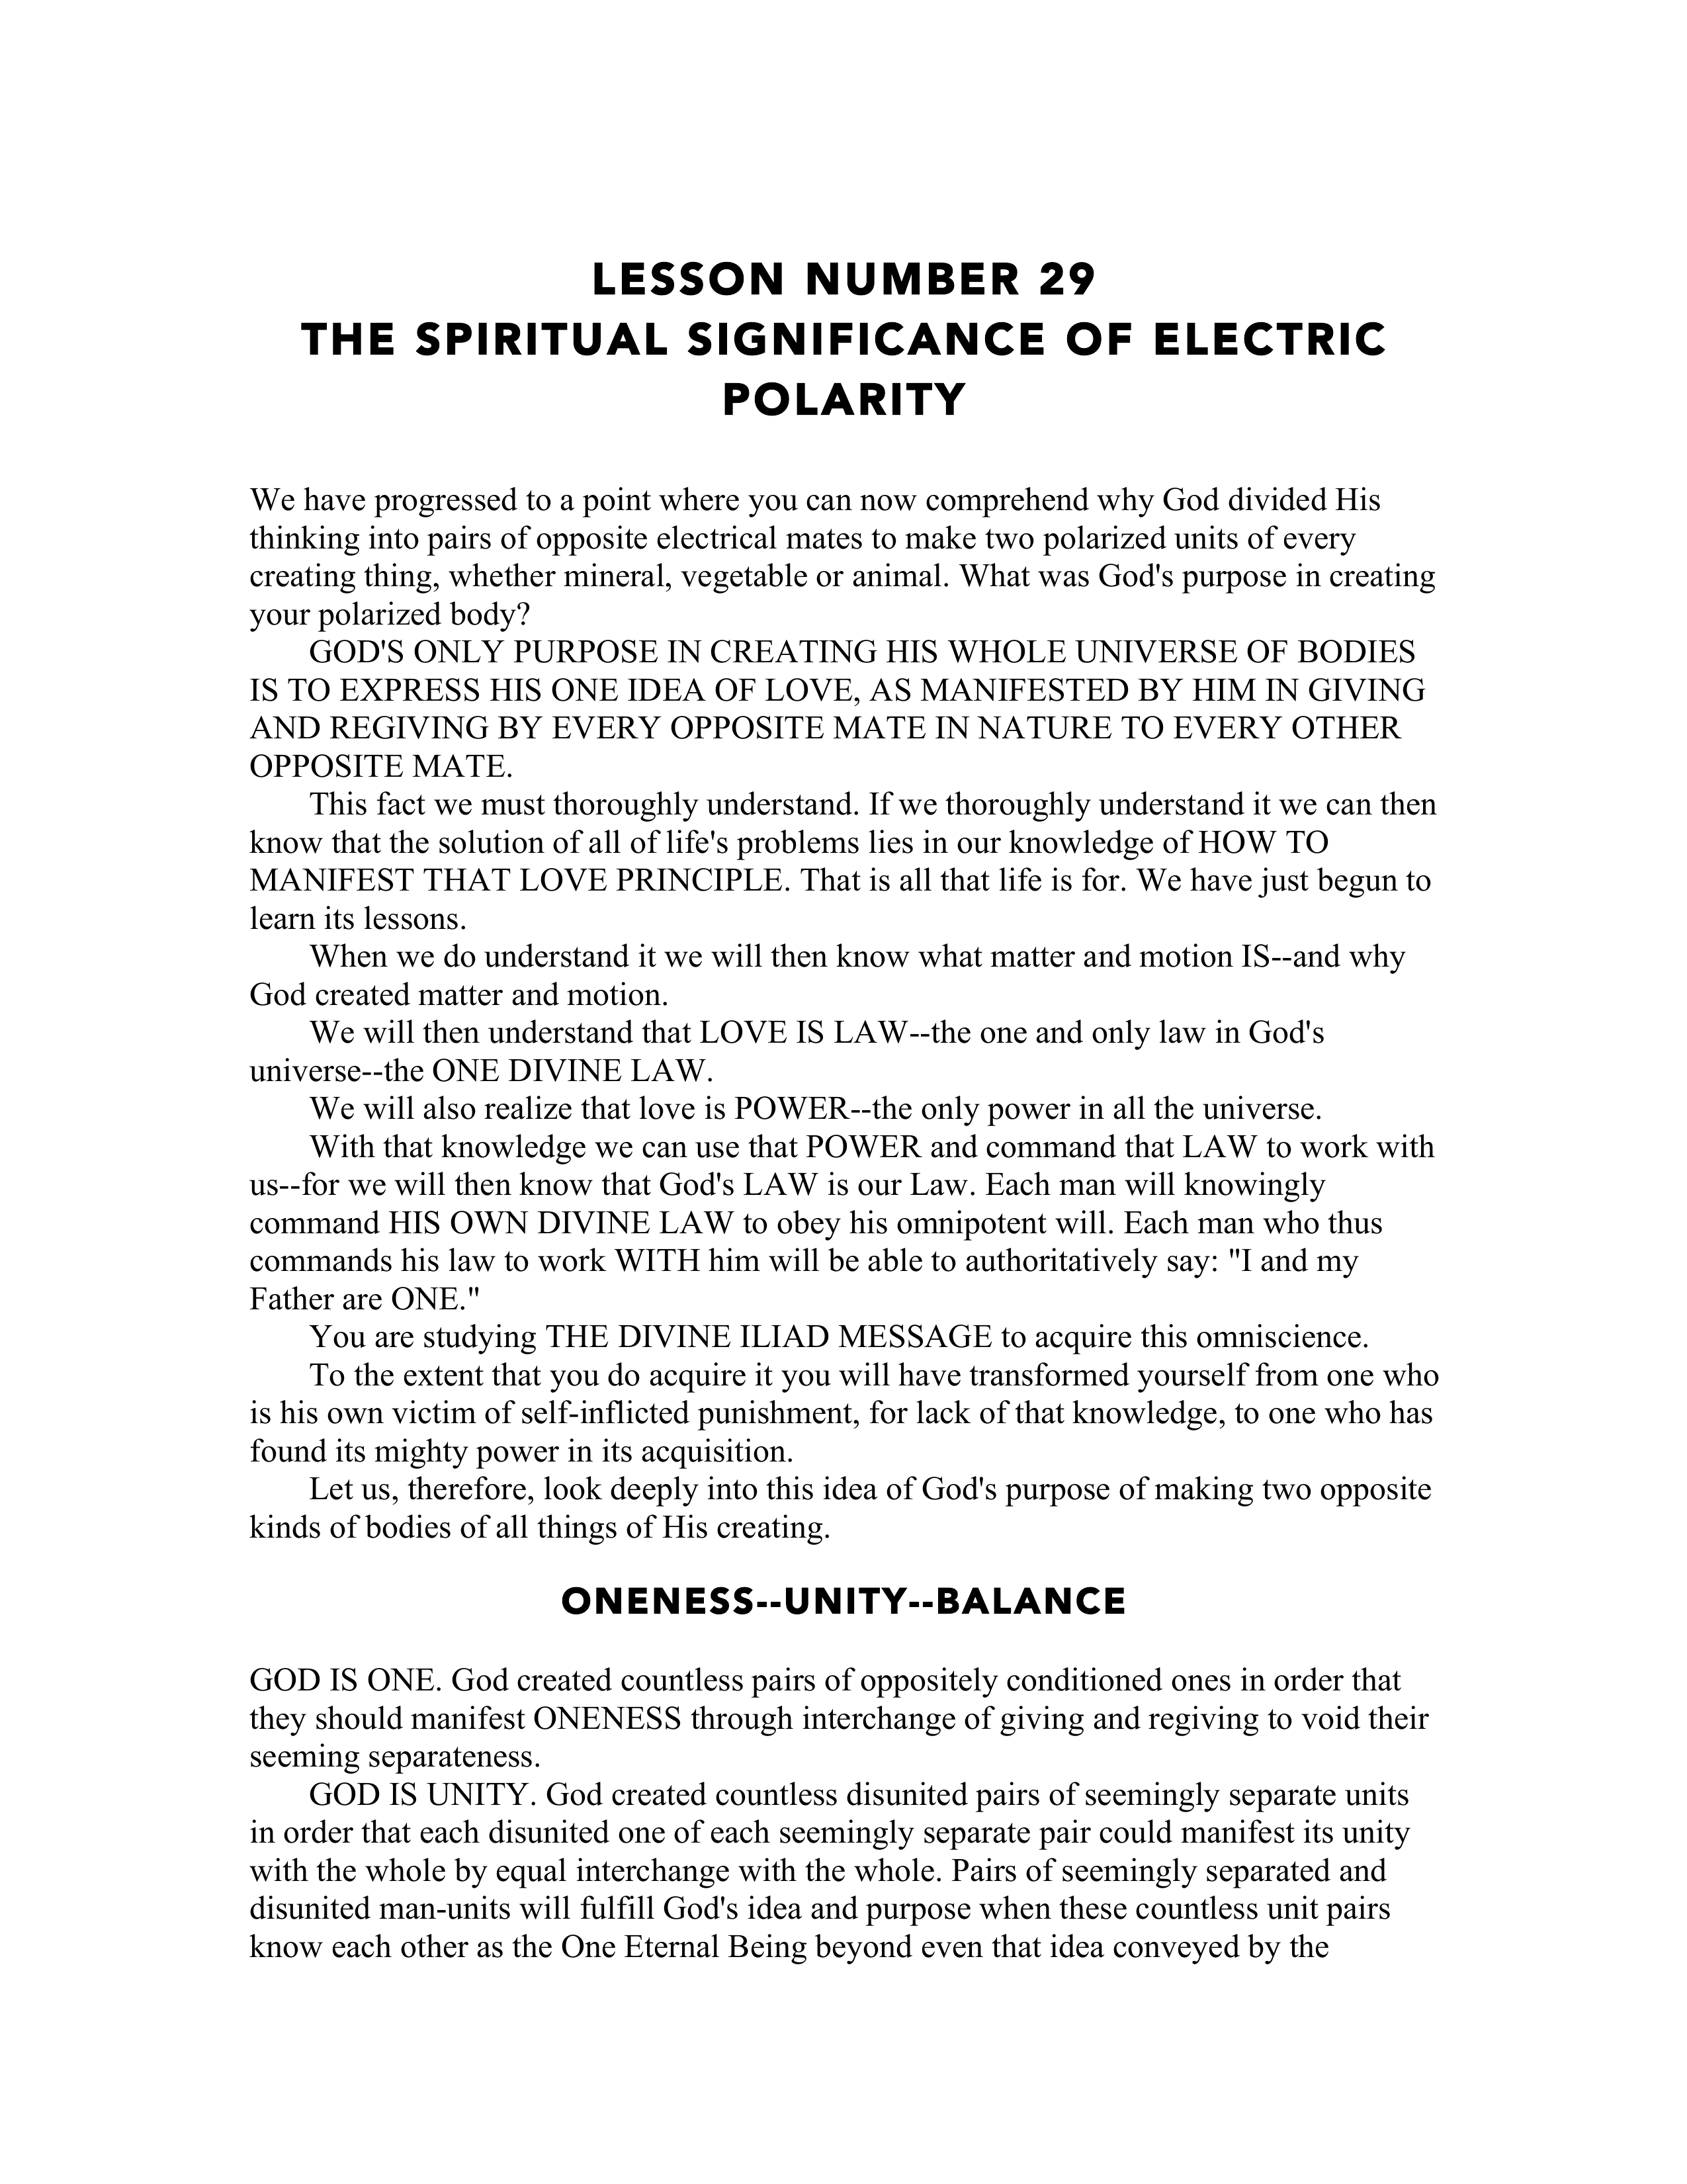 LESSON NUMBER 29
THE SPIRITUAL SIGNIFICANCE OF ELECTRIC
POLARITY
We have progressed to a point where you can now comprehend why God divided His
thinking into pairs of opposite electrical mates to make two polarized units of every
creating thing, whether mineral, vegetable or animal. What was God's purpose in creating
your polarized body?
GOD'S ONLY PURPOSE IN CREATING HIS WHOLE UNIVERSE OF BODIES
IS TO EXPRESS HIS ONE IDEA OF LOVE, AS MANIFESTED BY HIM IN GIVING
AND REGIVING BY EVERY OPPOSITE MATE IN NATURE TO EVERY OTHER
OPPOSITE MATE.
This fact we must thoroughly understand. If we thoroughly understand it we can then
know that the solution of all of life's problems lies in our knowledge of HOW TO
MANIFEST THAT LOVE PRINCIPLE. That is all that life is for. We have just begun to
learn its lessons.
When we do understand it we will then know what matter and motion IS--and why
God created matter and motion.
We will then understand that LOVE IS LAW--the one and only law in God's
universe--the ONE DIVINE LAW.
We will also realize that love is POWER--the only power in all the universe.
With that knowledge we can use that POWER and command that LAW to work with
us--for we will then know that God's LAW is our Law. Each man will knowingly
command HIS OWN DIVINE LAW to obey his omnipotent will. Each man who thus
commands his law to work WITH him will be able to authoritatively say: "I and my
Father are ONE."
You are studying THE DIVINE ILIAD MESSAGE to acquire this omniscience.
To the extent that you do acquire it you will have transformed yourself from one who
is his own victim of self-inflicted punishment, for lack of that knowledge, to one who has
found its mighty power in its acquisition.
Let us, therefore, look deeply into this idea of God's purpose of making two opposite
kinds of bodies of all things of His creating.
ONENESS--UNITY--BALANCE
GOD IS ONE. God created countless pairs of oppositely conditioned ones in order that
they should manifest ONENESS through interchange of giving and regiving to void their
seeming separateness.
GOD IS UNITY. God created countless disunited pairs of seemingly separate units
in order that each disunited one of each seemingly separate pair could manifest its unity
with the whole by equal interchange with the whole. Pairs of seemingly separated and
disunited man-units will fulfill God's idea and purpose when these countless unit pairs
know each other as the One Eternal Being beyond even that idea conveyed by the